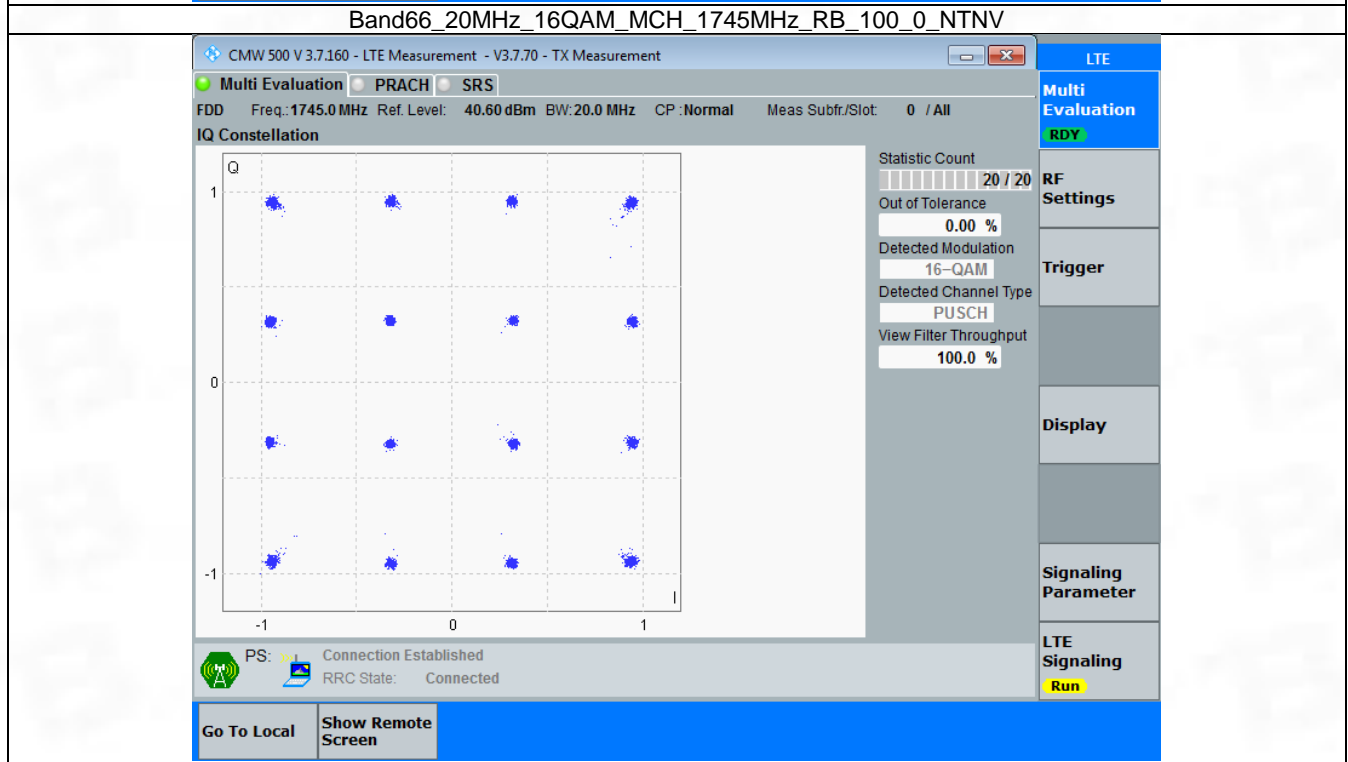 Band66_20MHz_16QAM_MCH_1745MHz_RB_100_0_NTNV
CMW 500 V 3.7.160 - LTE Measurement - V3.7.70 - TX Measurement
LTE
Multi Evaluation PRACH SRS
Multi
Evaluation
RDY
FDD Freq.:1745.0 MHz Ref. Level: 40.60 dBm BW:20.0 MHz CP :Normal Meas Subfr./Slot: 0 / All
IQ Constellation
Q
1
0
-1
-1 0 1
I
Statistic Count
20 / 20
Out of Tolerance
0.00 %
Detected Modulation
16-QAM
Detected Channel Type
PUSCH
View Filter Throughput
100.0 %
RF
Settings
Trigger
Display
Signaling
Parameter
LTE
Signaling
Run
PS: Connection Established
RRC State: Connected
Go To Local
Show Remote
Screen